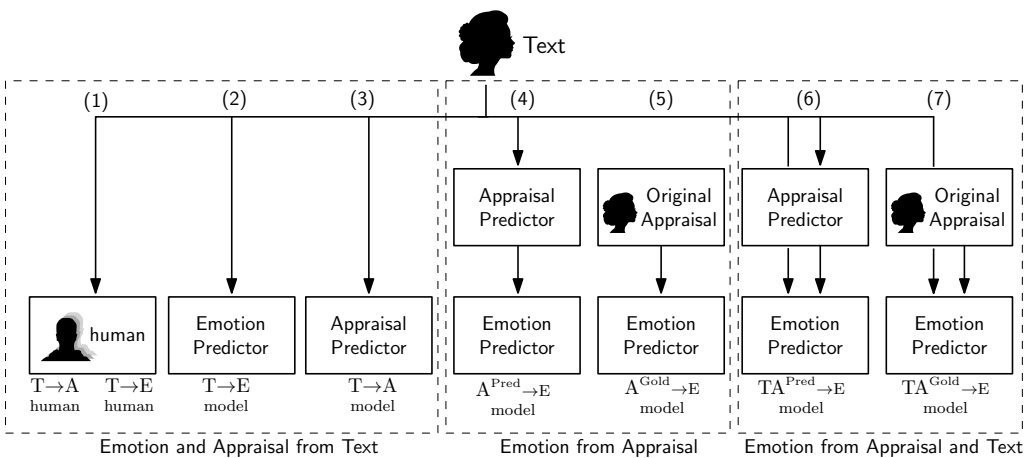 Text
(1) (2) (3) (4) (5) (6) (7)
Appraisal
Predictor
Original
Appraisal
Appraisal
Predictor
Original
Appraisal
human
Emotion
Predictor
Appraisal
Predictor
Emotion
Predictor
Emotion
Predictor
Emotion
Predictor
Emotion
Predictor
T→A
human
T→E
human
T→E
model
T→A
model
A^Pred→E
model
A^Gold→E
model
TA^Pred→E
model
TA^Gold→E
model
Emotion and Appraisal from Text
Emotion from Appraisal
Emotion from Appraisal and Text